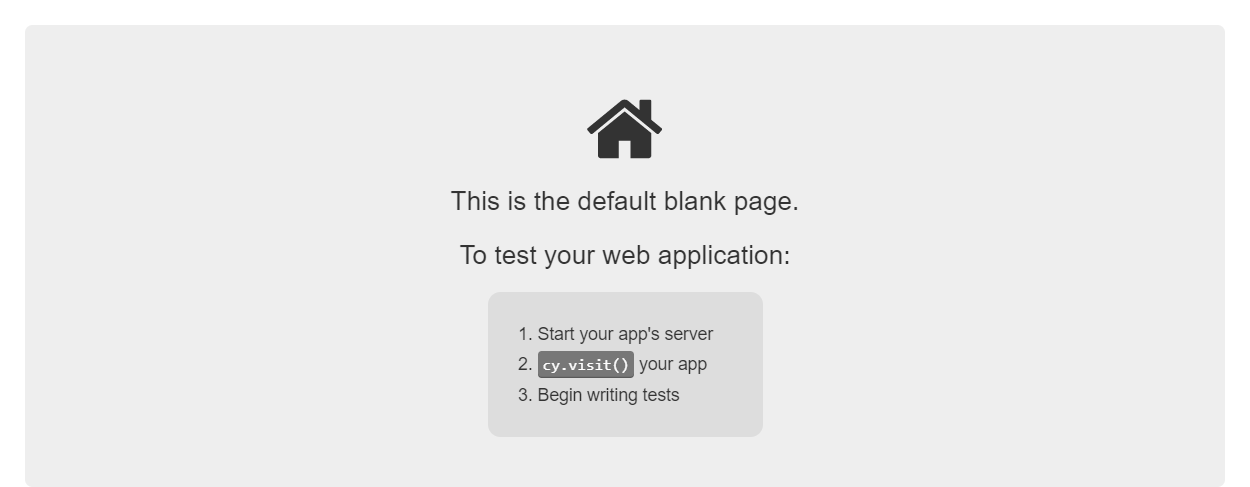 This is the default blank page.
To test your web application:
1. Start your app's server
2. cy.visit() your app
3. Begin writing tests